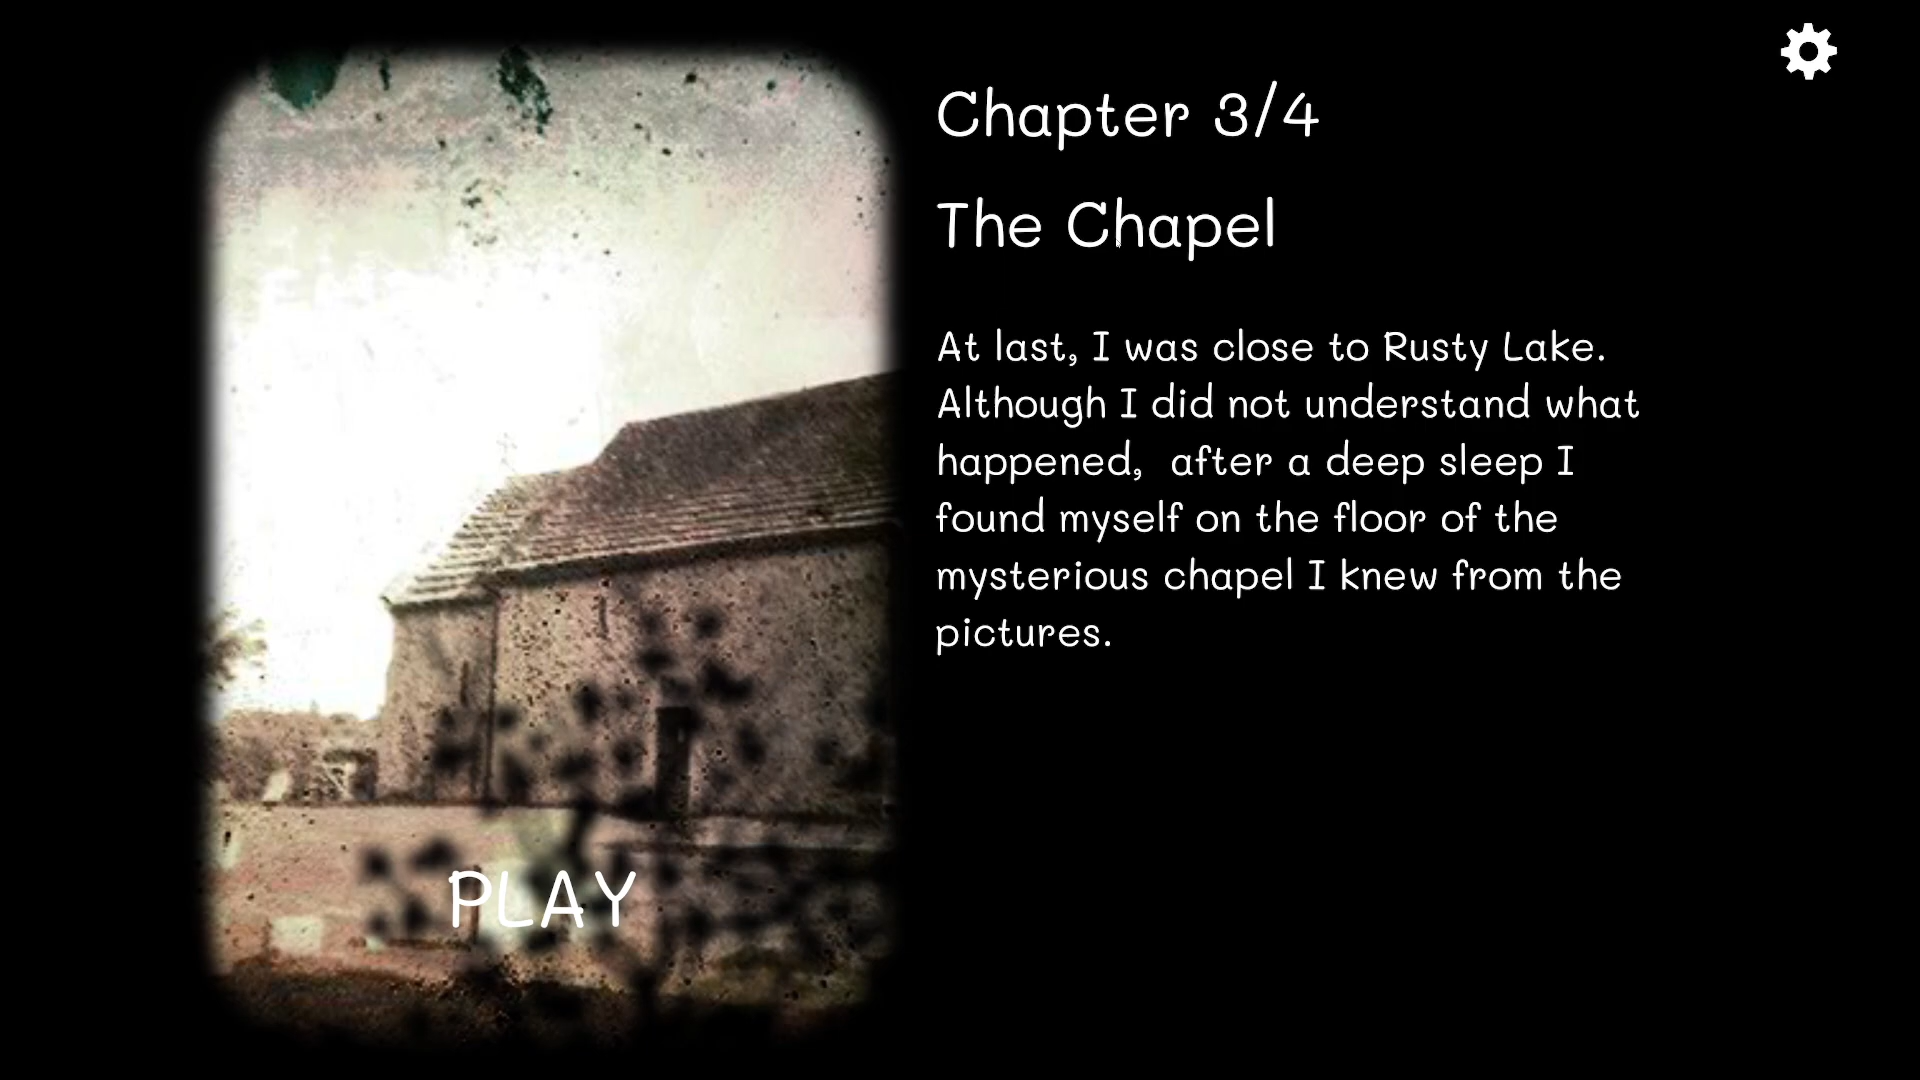 Chapter 3/4
The Chapel
At last, I was close to Rusty Lake.
Although I did not understand what
happened,  after a deep sleep I
found myself on the floor of the
mysterious chapel I knew from the
pictures.
PLAY